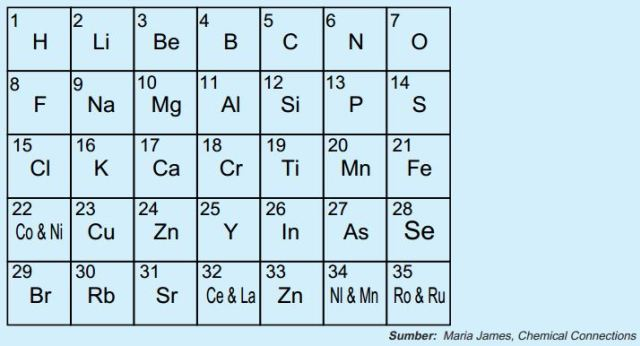 1 2 3 4 5 6 7
H Li Be B C N O
8 9 10 11 12 13 14
F Na Mg Al Si P S
15 16 17 18 19 20 21
Cl K Ca Cr Ti Mn Fe
22 23 24 25 26 27 28
Co & Ni Cu Zn Y In As Se
29 30 31 32 33 34 35
Br Rb Sr Ce & La Zn NI & Mn Ro & Ru
Sumber: Maria James, Chemical Connections